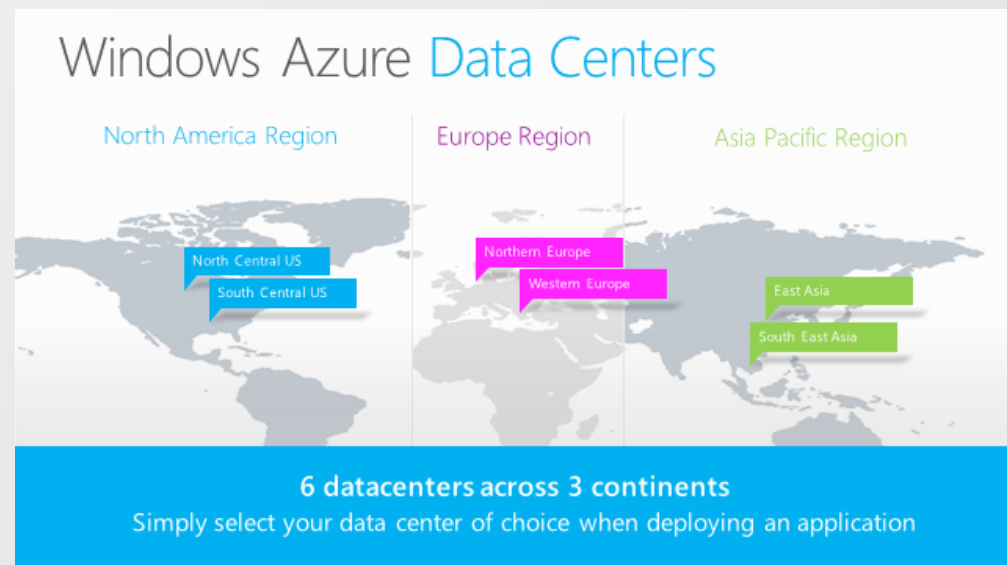 Windows Azure Data Centers
North America Region
Europe Region
Asia Pacific Region
North Central US
South Central US
Northern Europe
Western Europe
East Asia
South East Asia
6 datacenters across 3 continents
Simply select your data center of choice when deploying an application